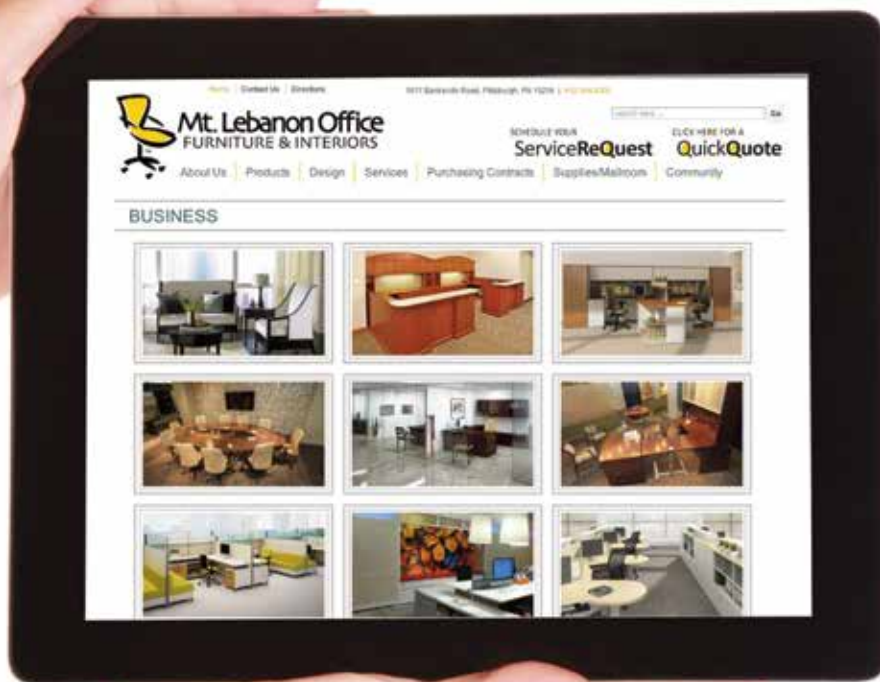 Home | Contact Us | Directions
Mt. Lebanon Office
FURNITURE & INTERIORS
Go
SCHEDULE YOUR
ServiceReQuest
CLICK HERE FOR A
QuickQuote
About Us | Products | Design | Services | Purchasing Contracts | Supplies/Mailroom | Community
BUSINESS